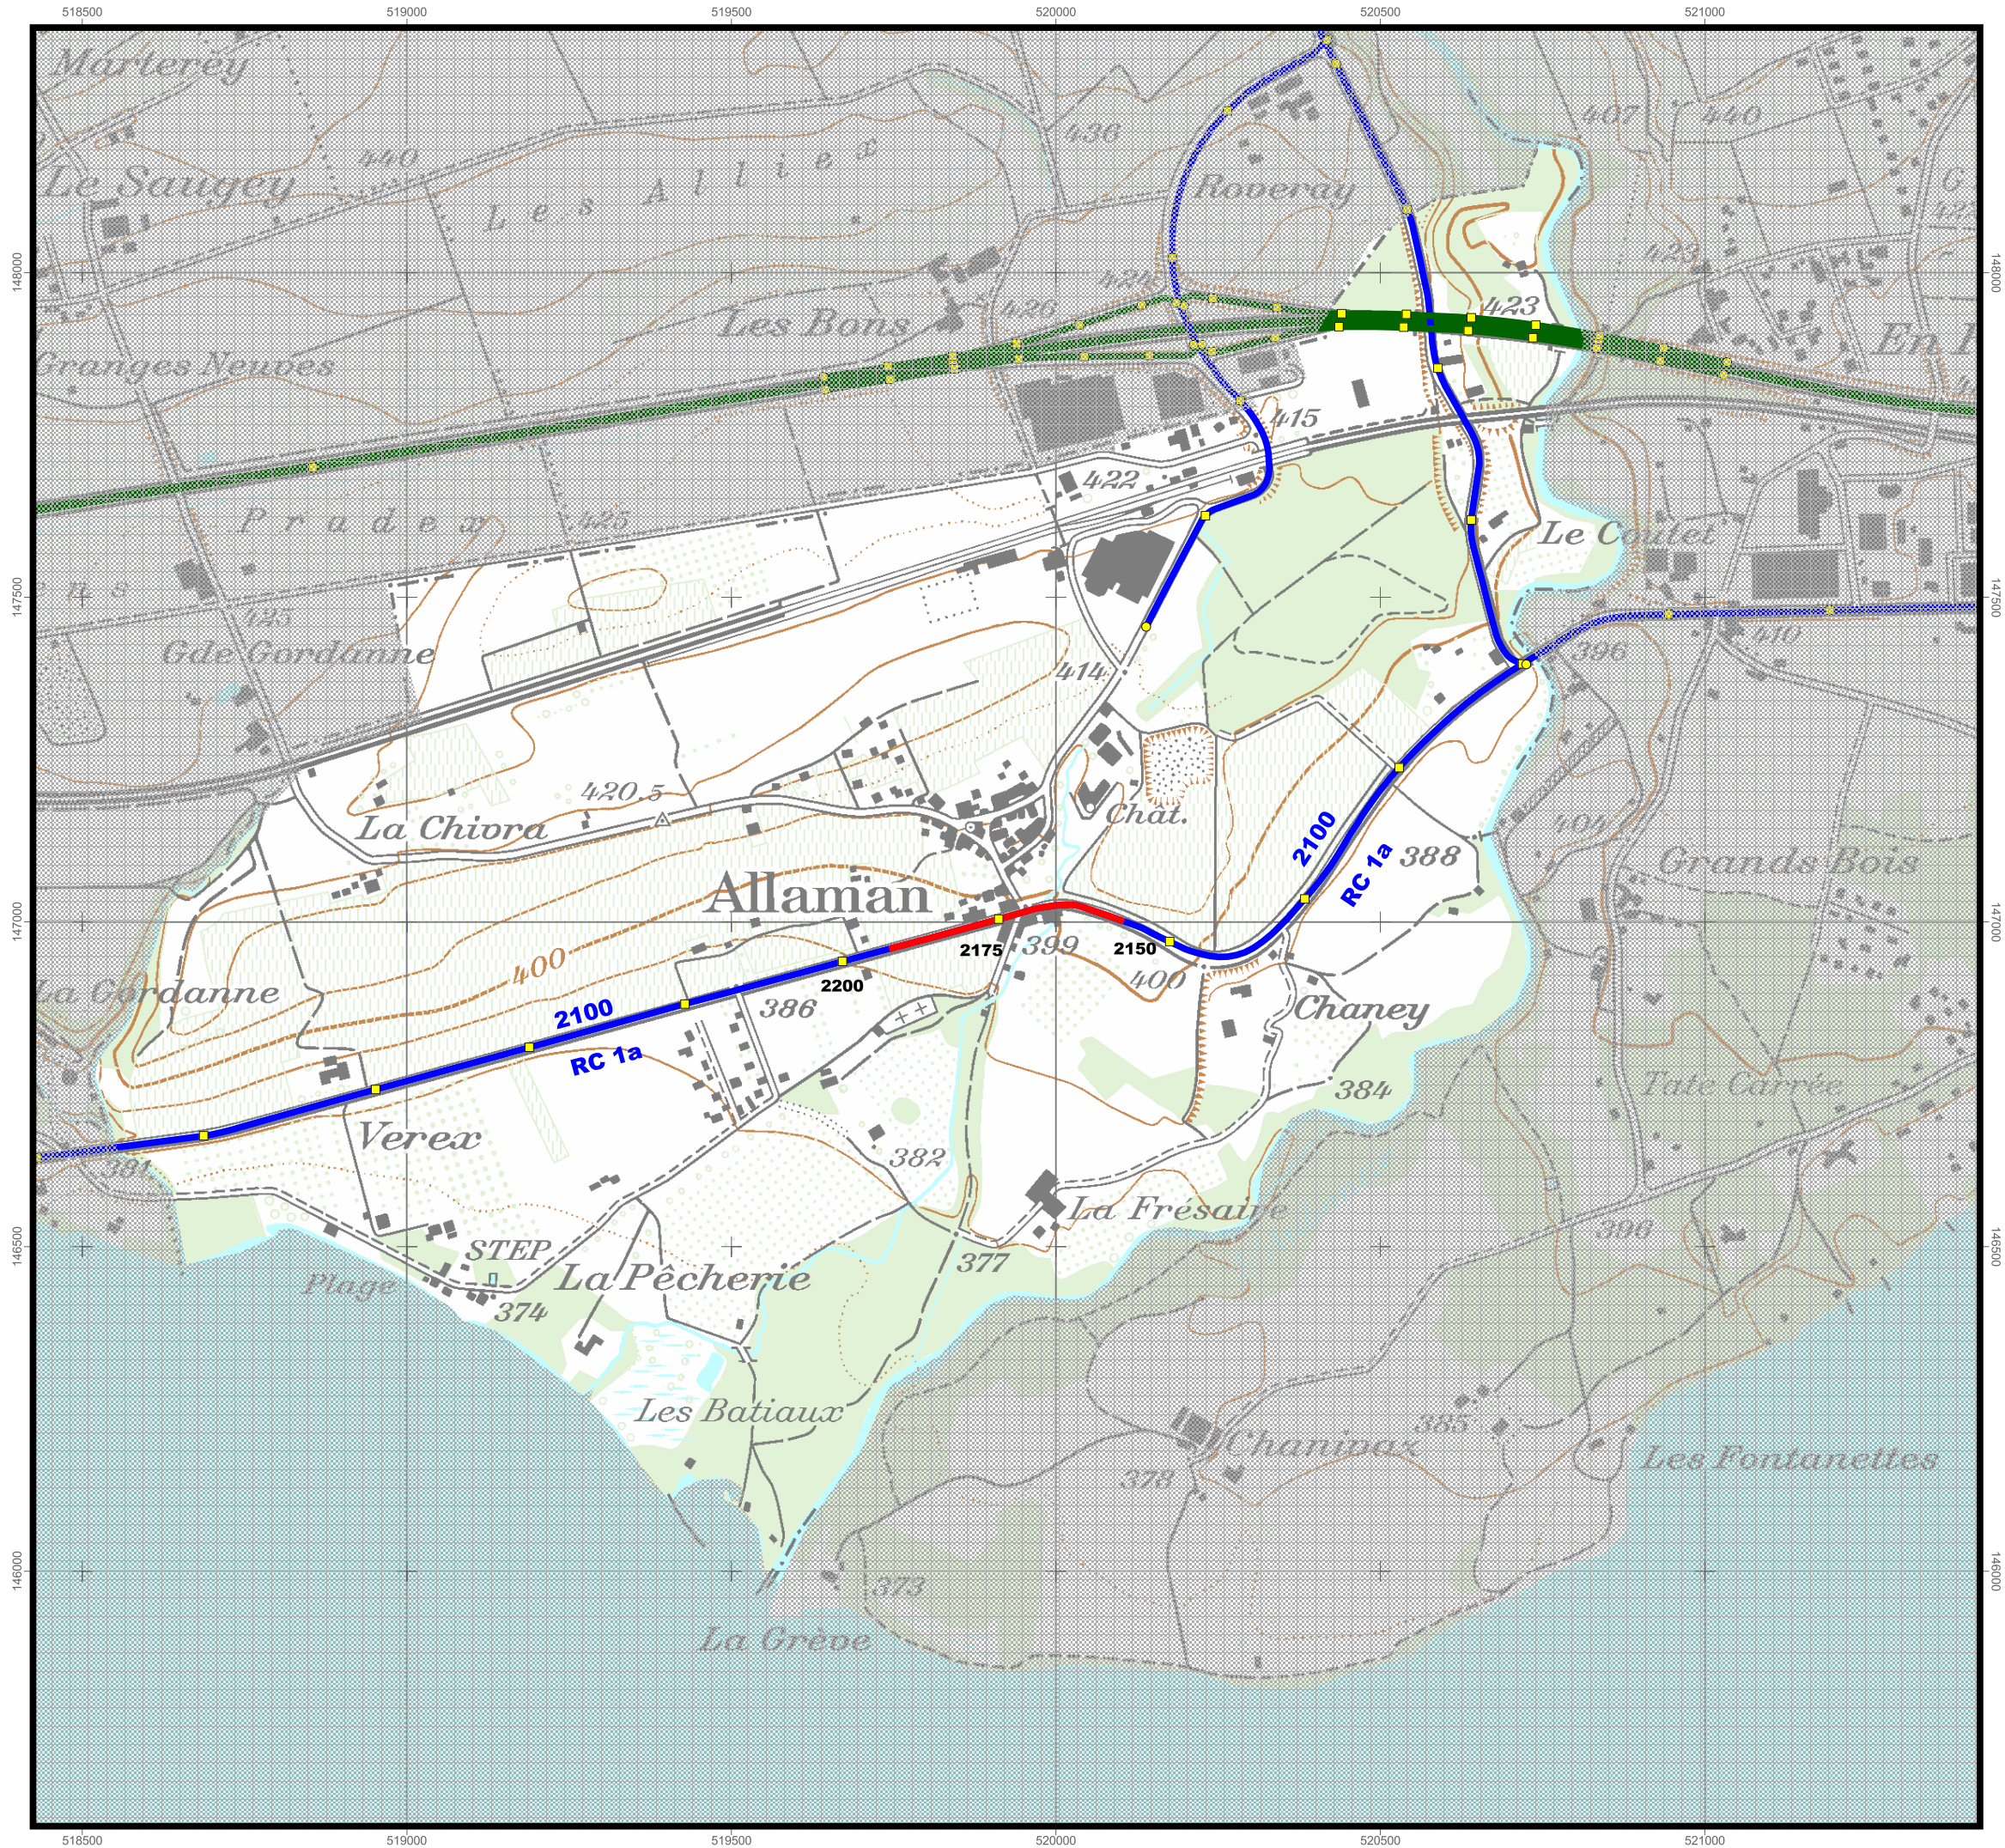 518500 519000 519500 520000 520500 521000
Marterey
436
407
440
Le Saugey
440
Les Alliex
Roveray
422
423
148000
148000
424
426
423
Les Rons
Granges Neuves
415
422
Pradex
425
Le Coulet
147500
147500
425
Gde Gordanne
410
396
414
420.5
La Chivra
Chât.
404
2100
RC 1a
388
Grands Bois
Allaman
147000
147000
2175
399
2150
400
400
2200
La Gordanne
386
Chaney
2100
RC 1a
384
Tate Carrée
Verex
381
382
La Frésaire
396
146500
146500
STEP
377
Plage
La Pêcherie
374
Les Batiaux
385
Chanivaz
378
Les Fontanettes
146000
146000
373
La Grève
518500 519000 519500 520000 520500 521000